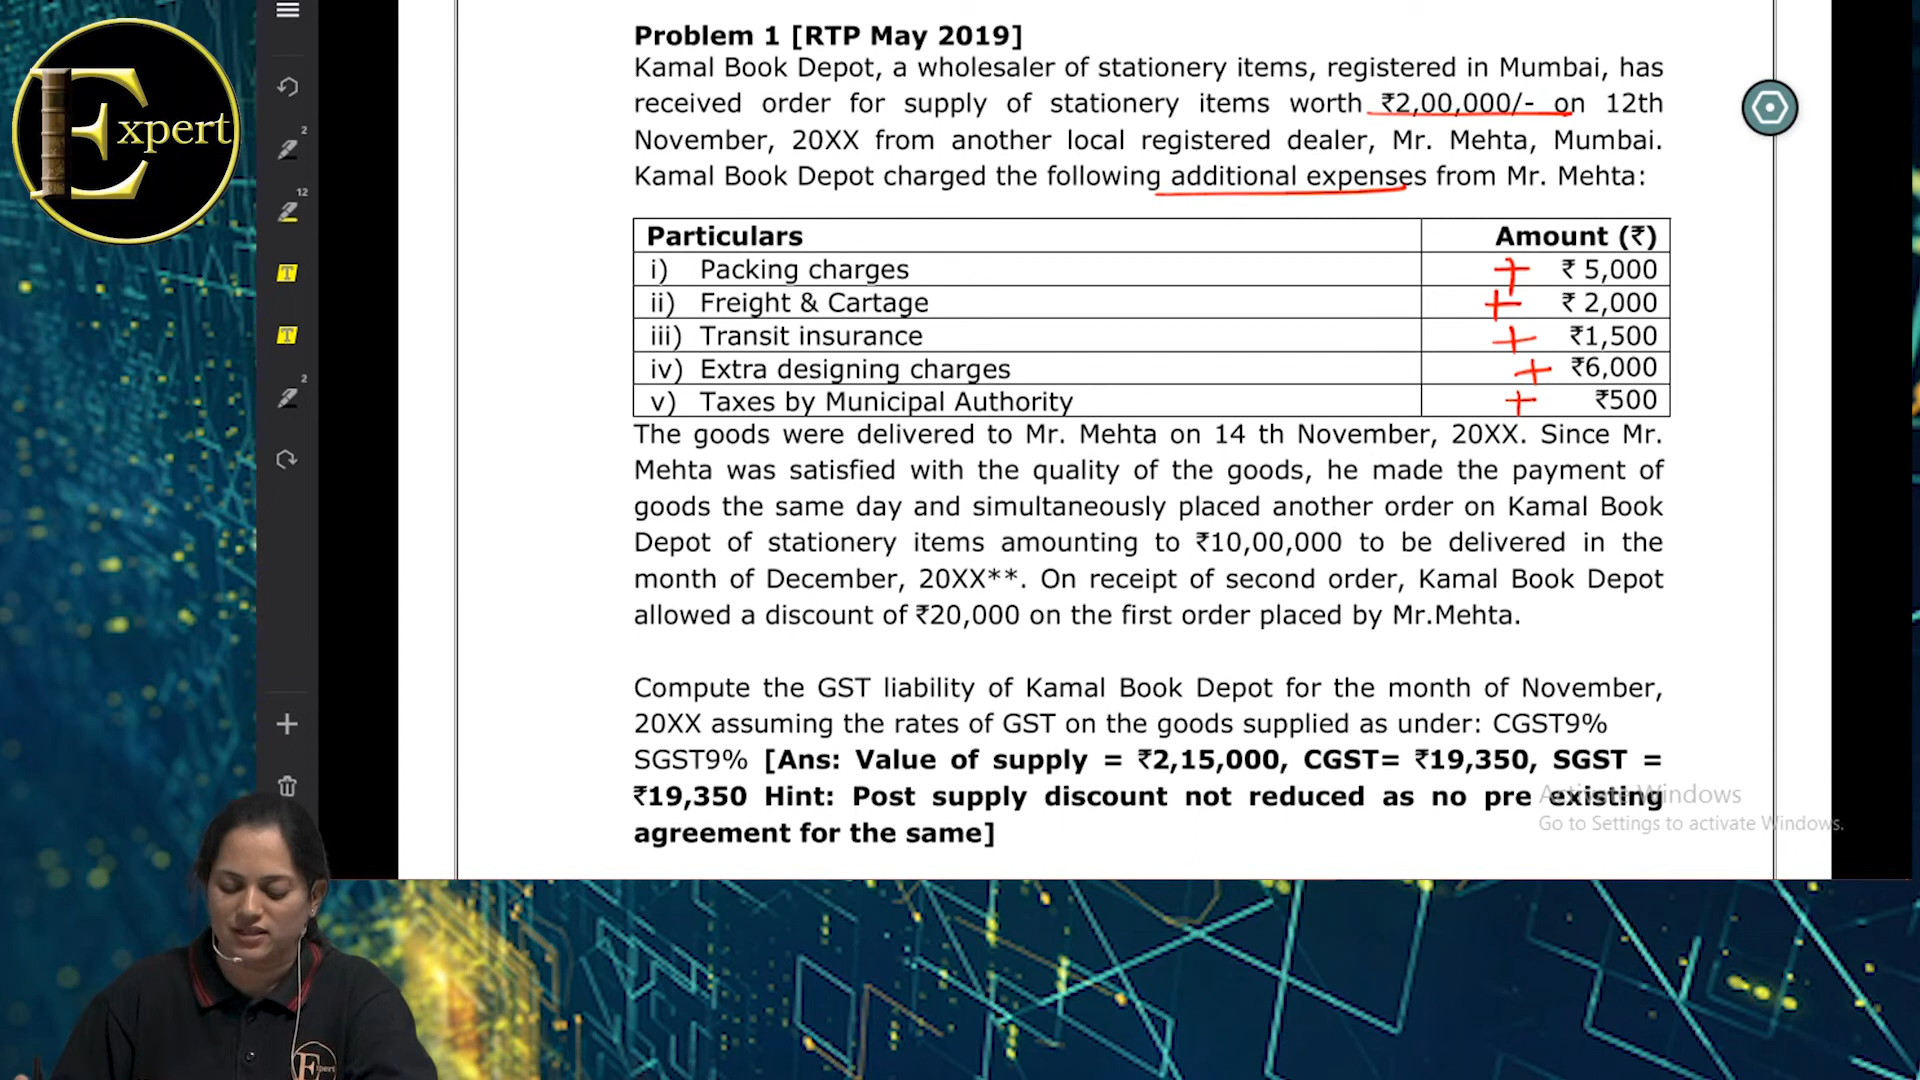 Expert
Problem 1 [RTP May 2019]
Kamal Book Depot, a wholesaler of stationery items, registered in Mumbai, has
received order for supply of stationery items worth ₹2,00,000/- on 12th
November, 20XX from another local registered dealer, Mr. Mehta, Mumbai.
Kamal Book Depot charged the following additional expenses from Mr. Mehta:
Particulars Amount (₹)
i) Packing charges + ₹ 5,000
ii) Freight & Cartage + ₹ 2,000
iii) Transit insurance + ₹1,500
iv) Extra designing charges + ₹6,000
v) Taxes by Municipal Authority + ₹500
The goods were delivered to Mr. Mehta on 14 th November, 20XX. Since Mr.
Mehta was satisfied with the quality of the goods, he made the payment of
goods the same day and simultaneously placed another order on Kamal Book
Depot of stationery items amounting to ₹10,00,000 to be delivered in the
month of December, 20XX**. On receipt of second order, Kamal Book Depot
allowed a discount of ₹20,000 on the first order placed by Mr.Mehta.
Compute the GST liability of Kamal Book Depot for the month of November,
20XX assuming the rates of GST on the goods supplied as under: CGST9%
SGST9% [Ans: Value of supply = ₹2,15,000, CGST= ₹19,350, SGST =
₹19,350 Hint: Post supply discount not reduced as no pre existing
agreement for the same]
Activate Windows
Go to Settings to activate Windows.
2
12
T
T
2
Expert